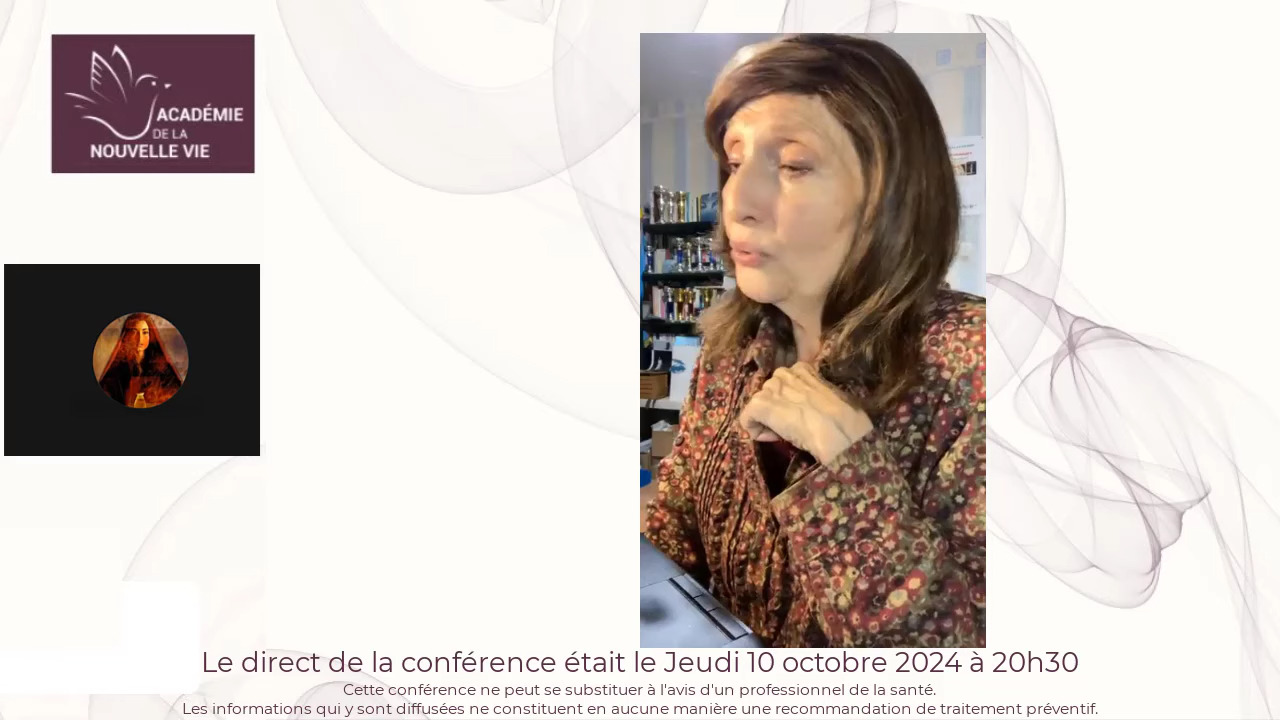 ACADÉMIE
DE LA
NOUVELLE VIE
Le direct de la conférence était le Jeudi 10 octobre 2024 à 20h30
Cette conférence ne peut se substituer à l'avis d'un professionnel de la santé.
Les informations qui y sont diffusées ne constituent en aucune manière une recommandation de traitement préventif.